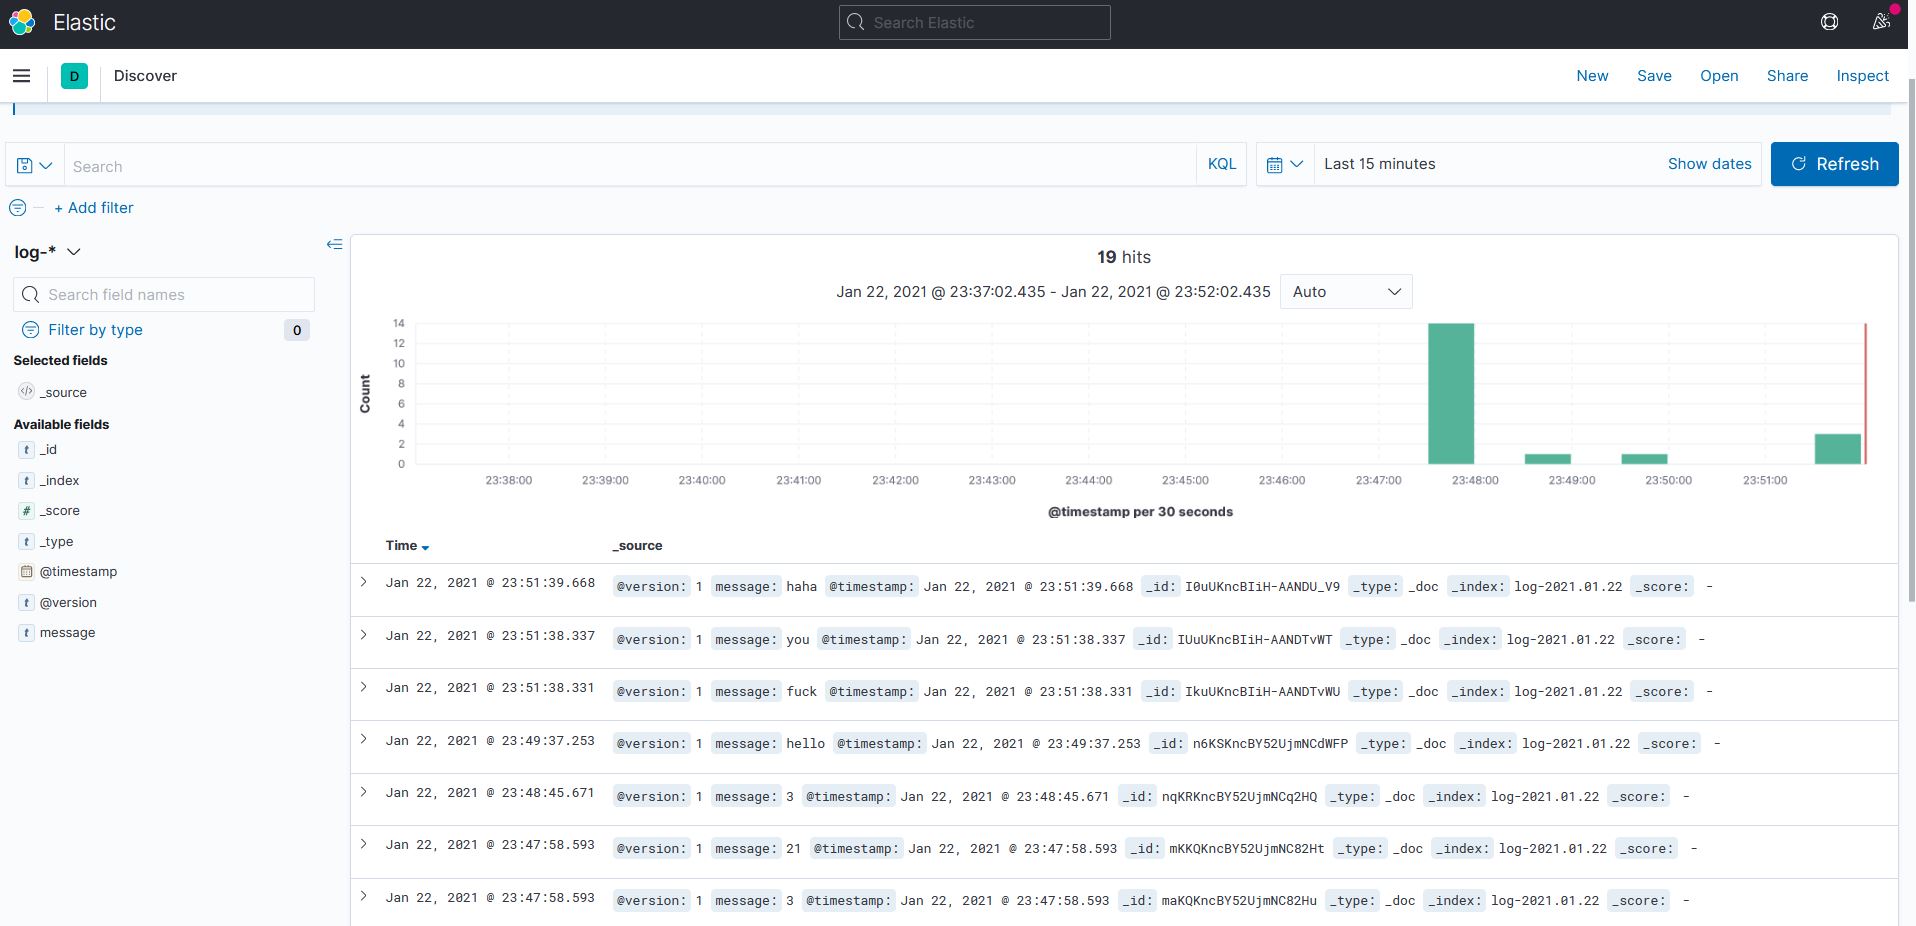 Elastic
Search Elastic
D Discover New Save Open Share Inspect
Search KQL Last 15 minutes Show dates Refresh
+ Add filter
log-*
Search field names
Filter by type 0
Selected fields
_source
Available fields
t _id
t _index
# _score
t _type
@timestamp
t @version
t message
19 hits
Jan 22, 2021 @ 23:37:02.435 - Jan 22, 2021 @ 23:52:02.435 Auto
14
12
10
8
6
4
2
0
Count
23:38:00 23:39:00 23:40:00 23:41:00 23:42:00 23:43:00 23:44:00 23:45:00 23:46:00 23:47:00 23:48:00 23:49:00 23:50:00 23:51:00
@timestamp per 30 seconds
Time _source
Jan 22, 2021 @ 23:51:39.668 @version: 1 message: haha @timestamp: Jan 22, 2021 @ 23:51:39.668 _id: I0uUKncBIiH-AANDU_V9 _type: _doc _index: log-2021.01.22 _score: -
Jan 22, 2021 @ 23:51:38.337 @version: 1 message: you @timestamp: Jan 22, 2021 @ 23:51:38.337 _id: IUuUKncBIiH-AANDTvWT _type: _doc _index: log-2021.01.22 _score: -
Jan 22, 2021 @ 23:51:38.331 @version: 1 message: fuck @timestamp: Jan 22, 2021 @ 23:51:38.331 _id: IkuUKncBIiH-AANDTvWU _type: _doc _index: log-2021.01.22 _score: -
Jan 22, 2021 @ 23:49:37.253 @version: 1 message: hello @timestamp: Jan 22, 2021 @ 23:49:37.253 _id: n6KSKncBY52UjmNCdWFP _type: _doc _index: log-2021.01.22 _score: -
Jan 22, 2021 @ 23:48:45.671 @version: 1 message: 3 @timestamp: Jan 22, 2021 @ 23:48:45.671 _id: nqKRKncBY52UjmNCq2HQ _type: _doc _index: log-2021.01.22 _score: -
Jan 22, 2021 @ 23:47:58.593 @version: 1 message: 21 @timestamp: Jan 22, 2021 @ 23:47:58.593 _id: mKKQKncBY52UjmNC82Ht _type: _doc _index: log-2021.01.22 _score: -
Jan 22, 2021 @ 23:47:58.593 @version: 1 message: 3 @timestamp: Jan 22, 2021 @ 23:47:58.593 _id: maKQKncBY52UjmNC82Hu _type: _doc _index: log-2021.01.22 _score: -